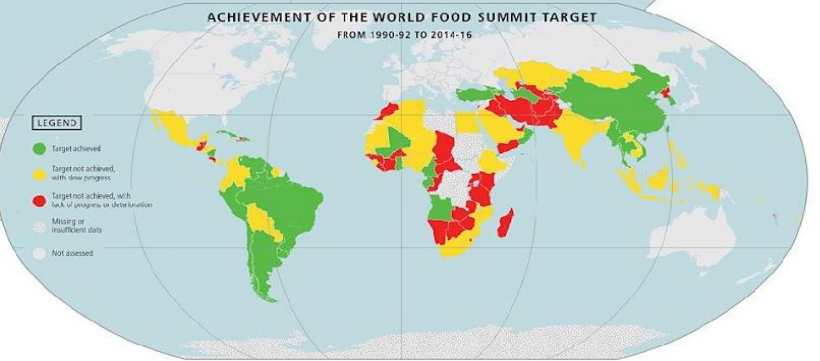 ACHIEVEMENT OF THE WORLD FOOD SUMMIT TARGET
FROM 1990-92 TO 2014-16
LEGEND
Target achieved
Target not achieved,
with slow progress
Target not achieved, with
lack of progress or deterioration
Missing or
insufficient data
Not assessed